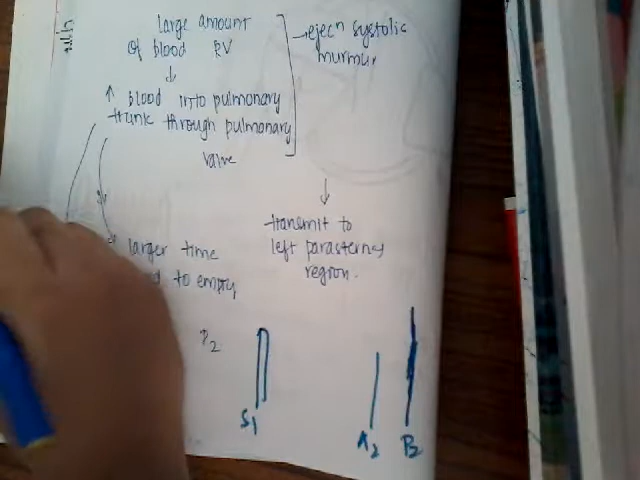 large amount
of blood RV
↓
↑ blood into pulmonary
trunk through pulmonary
valve
→ ejecn systolic
murmur
↓
transmit to
left parasterny
region.
larger time
to empty
P2
S1
A2 P2